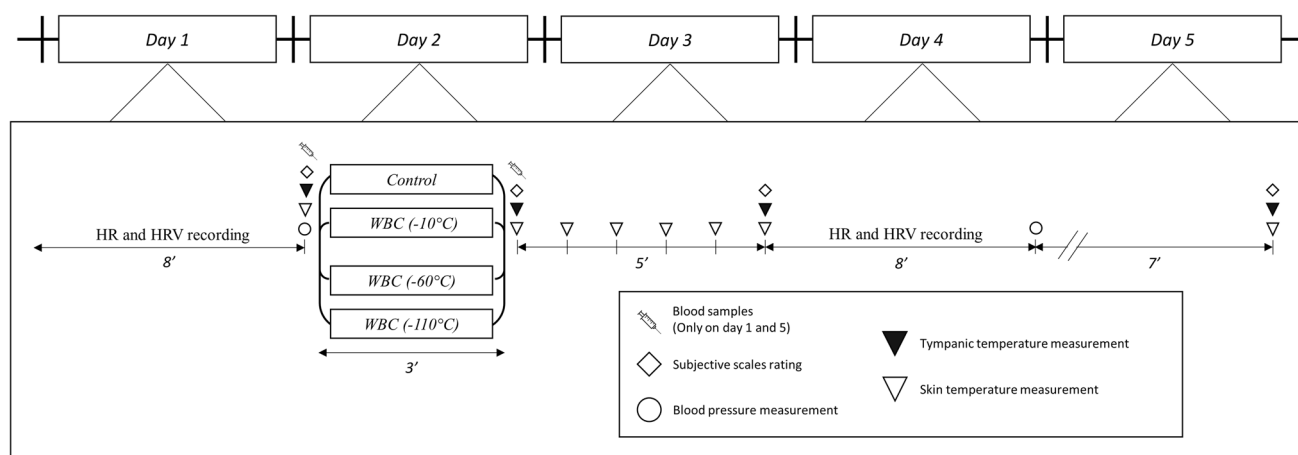 Day 1
Day 2
Day 3
Day 4
Day 5
Control
WBC (-10°C)
WBC (-60°C)
WBC (-110°C)
3’
HR and HRV recording
8’
5’
HR and HRV recording
8’
7’
Blood samples
(Only on day 1 and 5)
Subjective scales rating
Blood pressure measurement
Tympanic temperature measurement
Skin temperature measurement